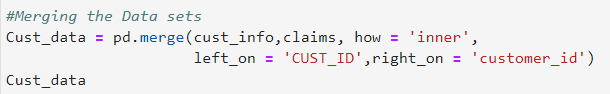 #Merging the Data sets
Cust_data = pd.merge(cust_info,claims, how = 'inner',
left_on = 'CUST_ID',right_on = 'customer_id')
Cust_data